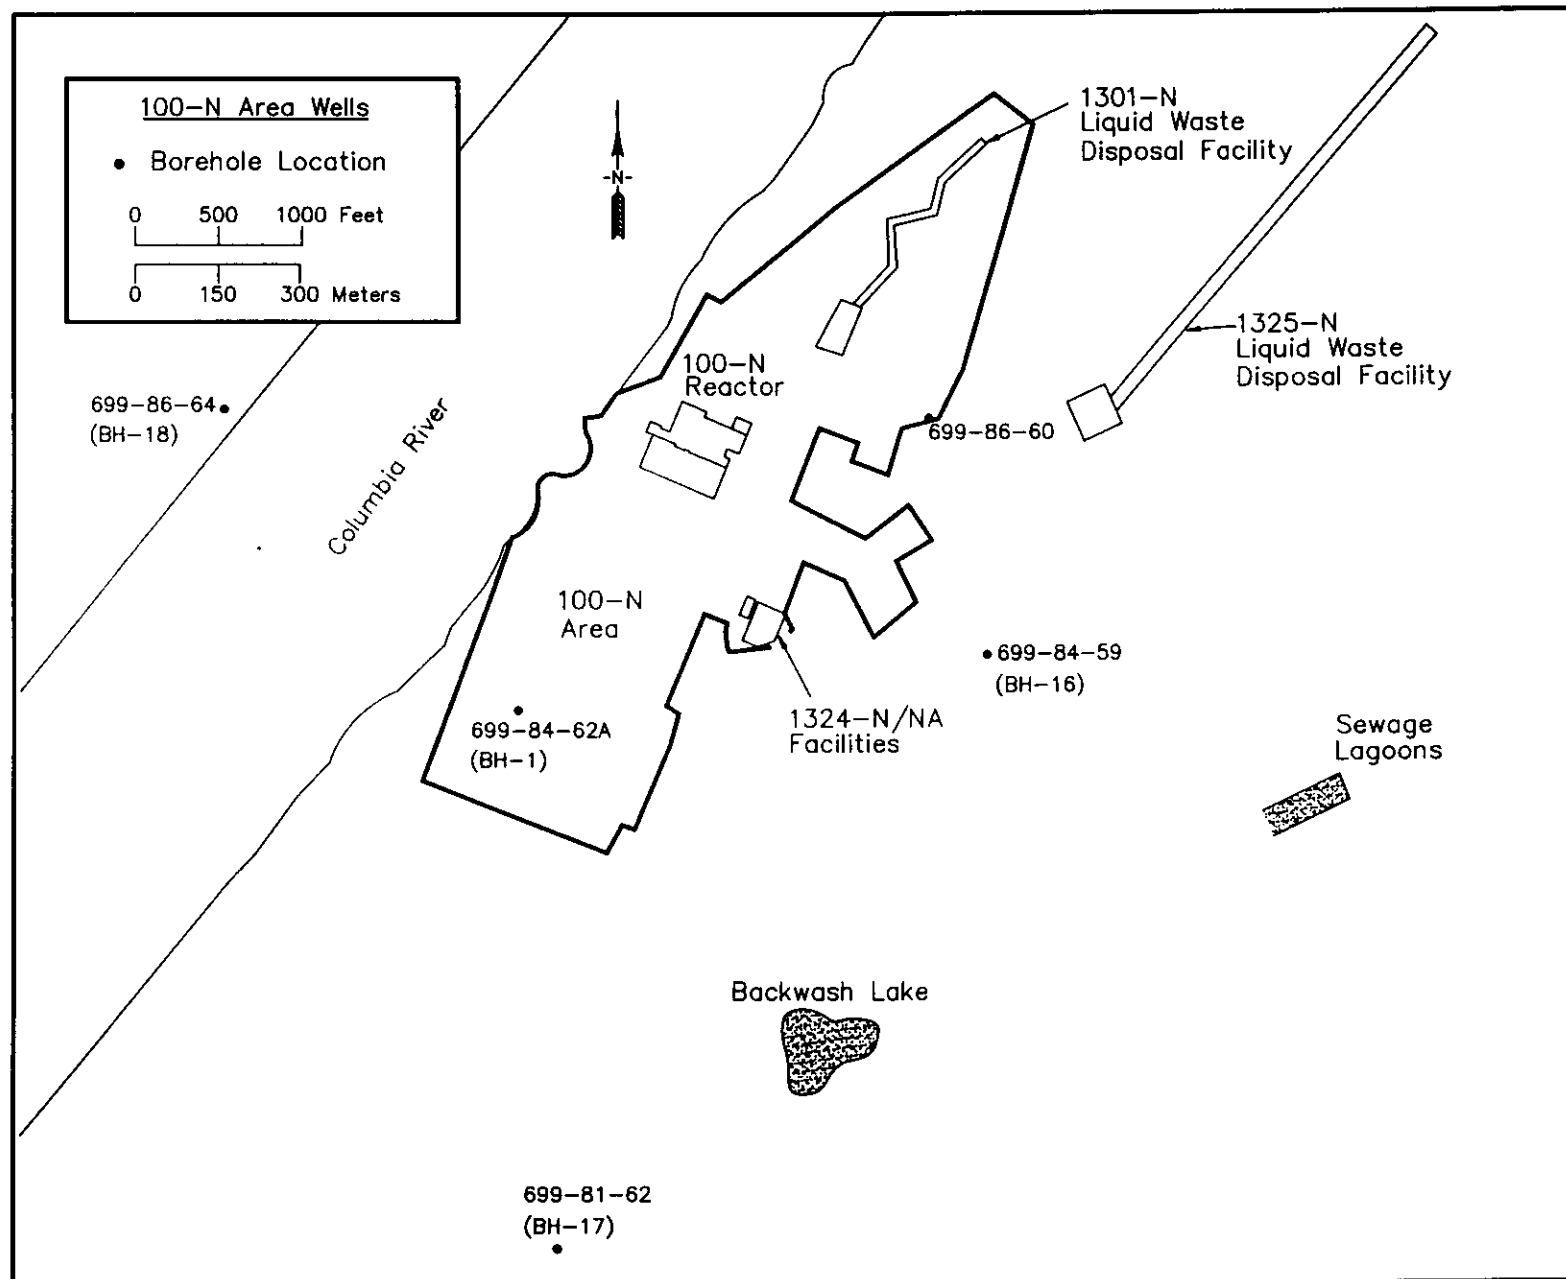 100-N Area Wells
Borehole Location
0 500 1000 Feet
0 150 300 Meters
-N-
1301-N
Liquid Waste
Disposal Facility
1325-N
Liquid Waste
Disposal Facility
100-N
Reactor
699-86-64
(BH-18)
Columbia River
699-86-60
100-N
Area
699-84-59
(BH-16)
699-84-62A
(BH-1)
1324-N/NA
Facilities
Sewage
Lagoons
Backwash Lake
699-81-62
(BH-17)